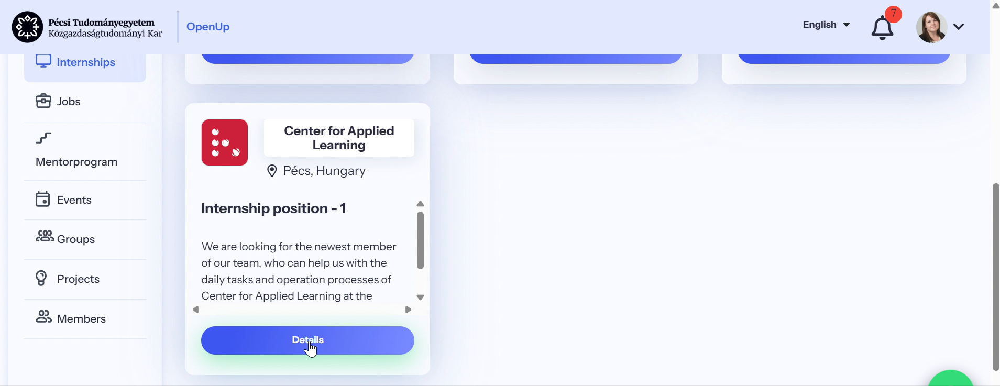 Pécsi Tudományegyetem
Közgazdaságtudományi Kar
OpenUp
English
7
Internships
Jobs
Mentorprogram
Events
Groups
Projects
Members
Center for Applied
Learning
Pécs, Hungary
Internship position - 1
We are looking for the newest member
of our team, who can help us with the
daily tasks and operation processes of
Center for Applied Learning at the
Details